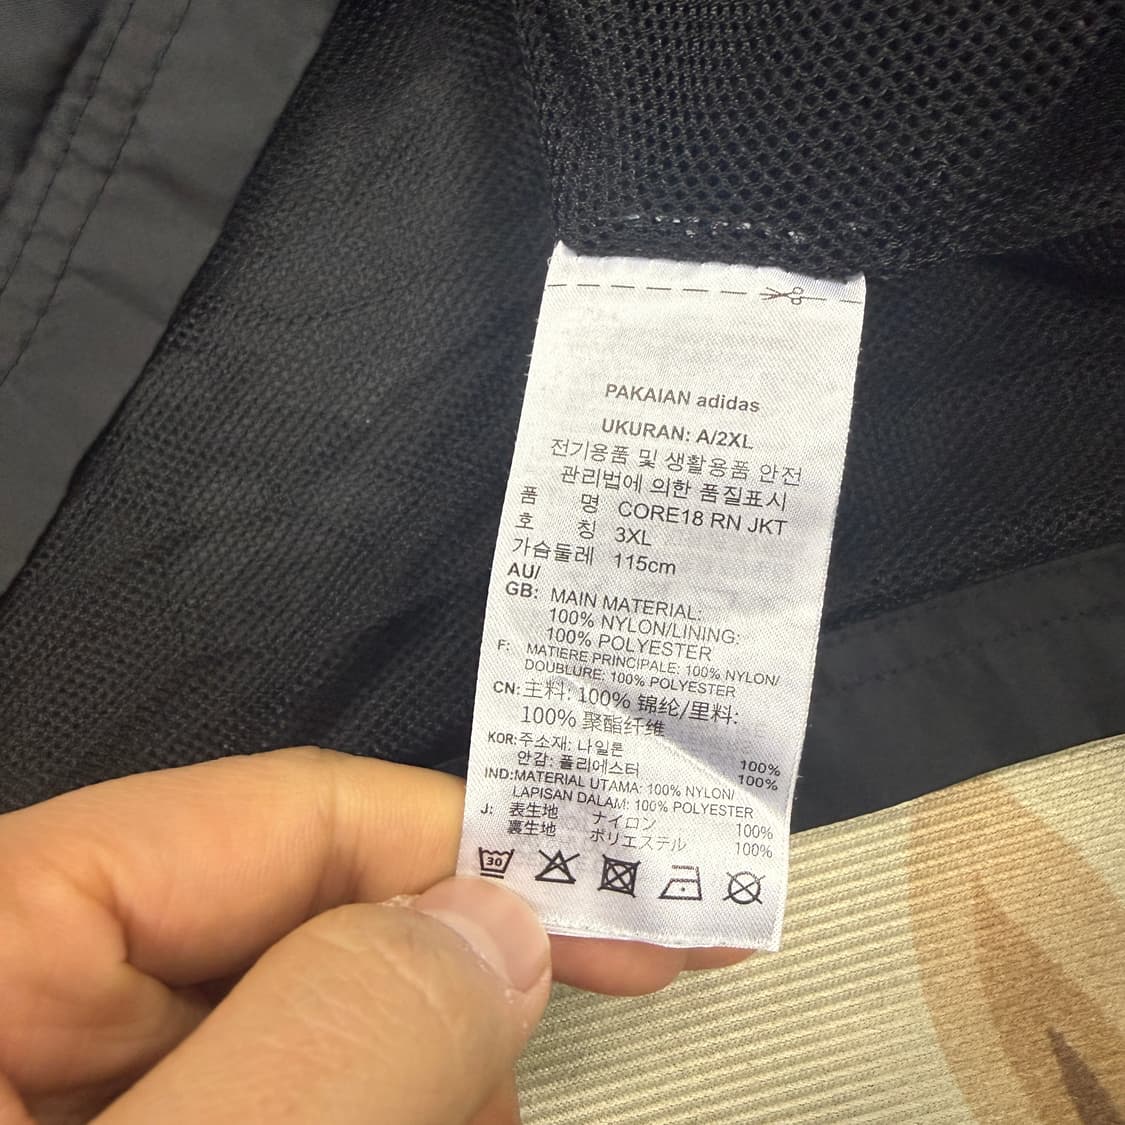 PAKAIAN adidas
UKURAN: A/2XL
전기용품 및 생활용품 안전
관리법에 의한 품질표시
품 명 CORE18 RN JKT
호 칭 3XL
가슴둘레 115cm
AU/
GB: MAIN MATERIAL:
100% NYLON/LINING:
100% POLYESTER
F: MATIERE PRINCIPALE: 100% NYLON/
DOUBLURE: 100% POLYESTER
CN: 主料: 100% 锦纶/里料:
100% 聚酯纤维
KOR: 주소재: 나일론 100%
안감: 폴리에스터 100%
IND: MATERIAL UTAMA: 100% NYLON/
LAPISAN DALAM: 100% POLYESTER
J: 表生地 ナイロン 100%
裏生地 ポリエステル 100%
30